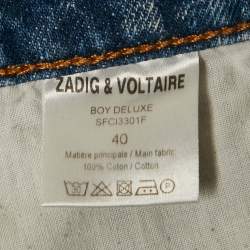 ZADIG & VOLTAIRE
BOY DELUXE
SFCI3301F
40
Matière principale / Main fabric
100% Coton / Cotton